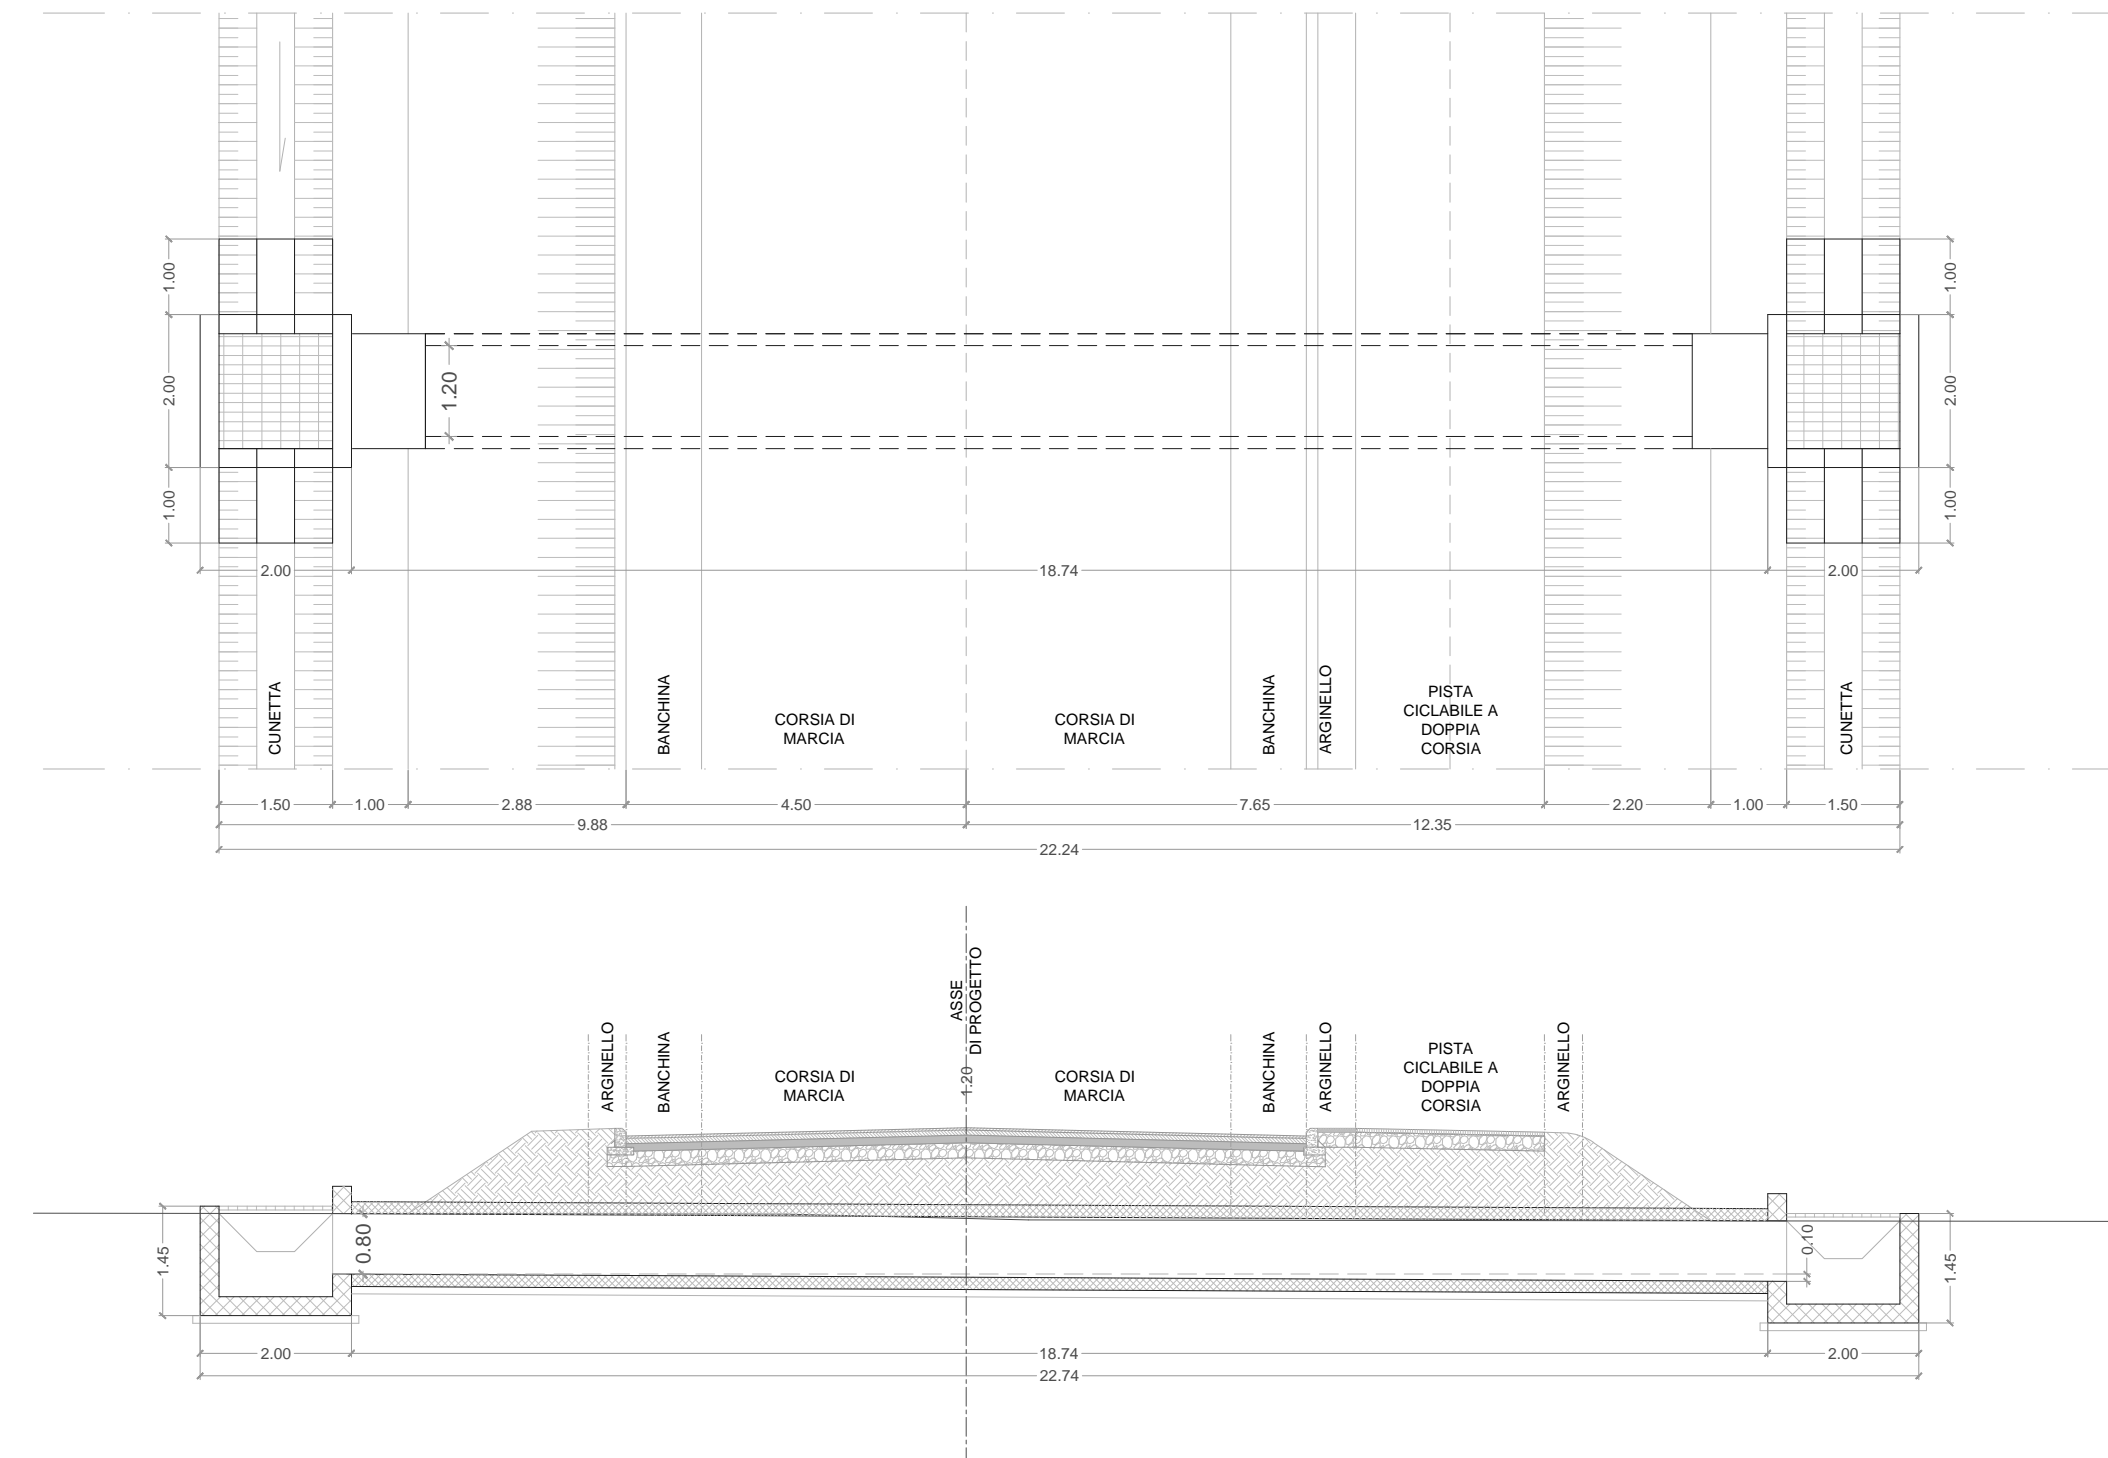 1.00
1.00
2.00
1.20
2.00
1.00
1.00
2.00
18.74
2.00
CUNETTA
BANCHINA
CORSIA DI
MARCIA
CORSIA DI
MARCIA
BANCHINA
ARGINELLO
PISTA
CICLABILE A
DOPPIA
CORSIA
CUNETTA
1.50
1.00
2.88
4.50
7.65
2.20
1.00
1.50
9.88
12.35
22.24
ASSE
DI PROGETTO
1.20
ARGINELLO
BANCHINA
CORSIA DI
MARCIA
CORSIA DI
MARCIA
BANCHINA
ARGINELLO
PISTA
CICLABILE A
DOPPIA
CORSIA
ARGINELLO
1.45
0.80
0.10
1.45
2.00
18.74
2.00
22.74